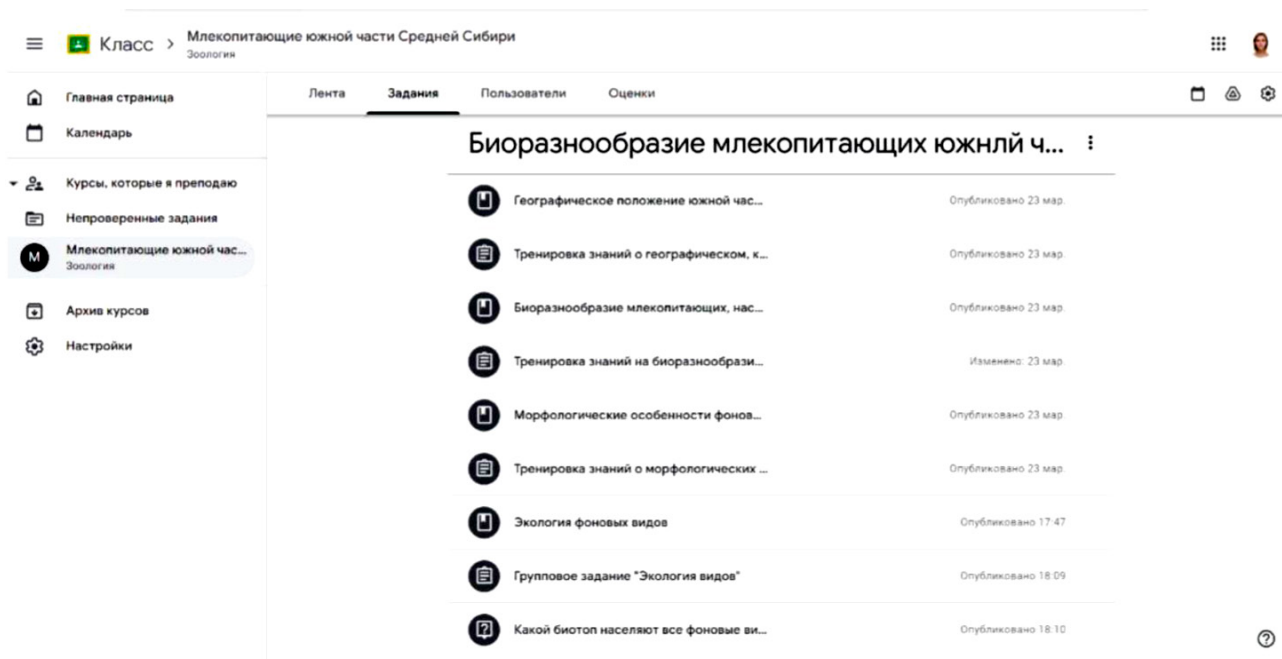 Класс > Млекопитающие южной части Средней Сибири
Зоология
Главная страница
Календарь
Курсы, которые я преподаю
Непроверенные задания
М Млекопитающие южной час...
Зоология
Архив курсов
Настройки
Лента Задания Пользователи Оценки
Биоразнообразие млекопитающих южнлй ч...
Географическое положение южной час... Опубликовано 23 мар.
Тренировка знаний о географическом, к... Опубликовано 23 мар.
Биоразнообразие млекопитающих, нас... Опубликовано 23 мар.
Тренировка знаний на биоразнообрази... Изменено: 23 мар.
Морфологические особенности фонов... Опубликовано 23 мар.
Тренировка знаний о морфологических ... Опубликовано 23 мар.
Экология фоновых видов Опубликовано 17:47
Групповое задание "Экология видов" Опубликовано 18:09
Какой биотоп населяют все фоновые ви... Опубликовано 18:10